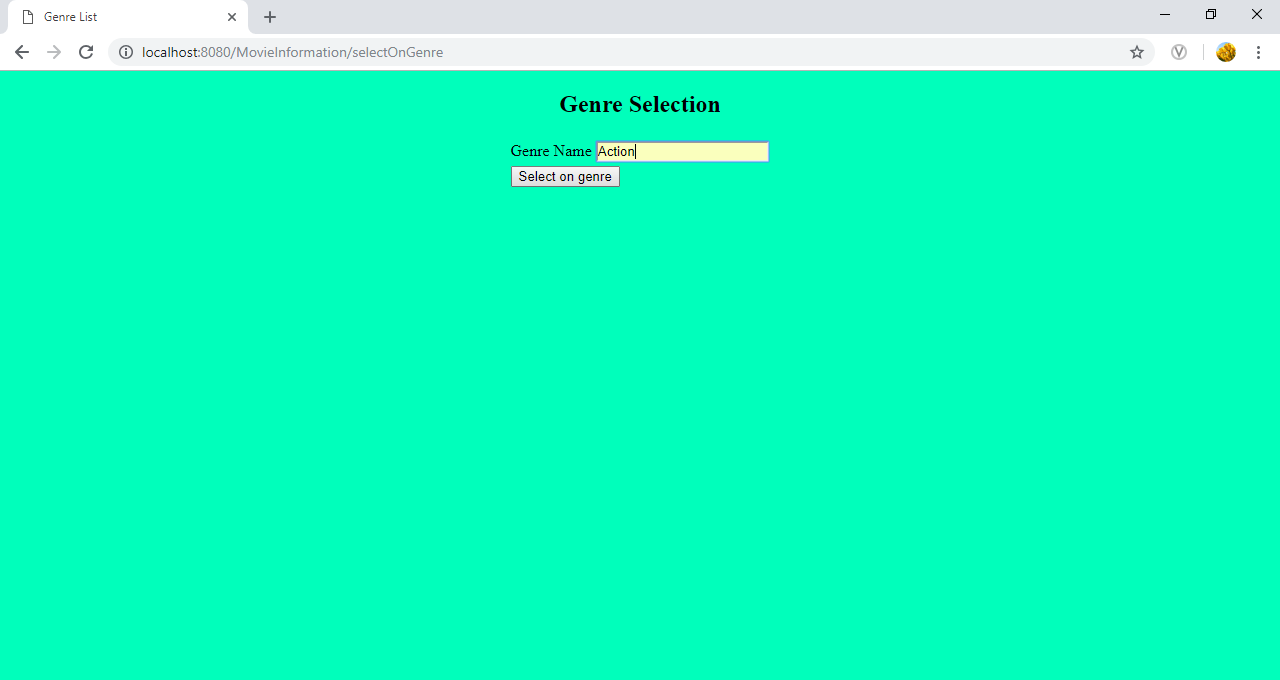 Genre List
localhost:8080/MovieInformation/selectOnGenre
Genre Selection
Genre Name Action
Select on genre